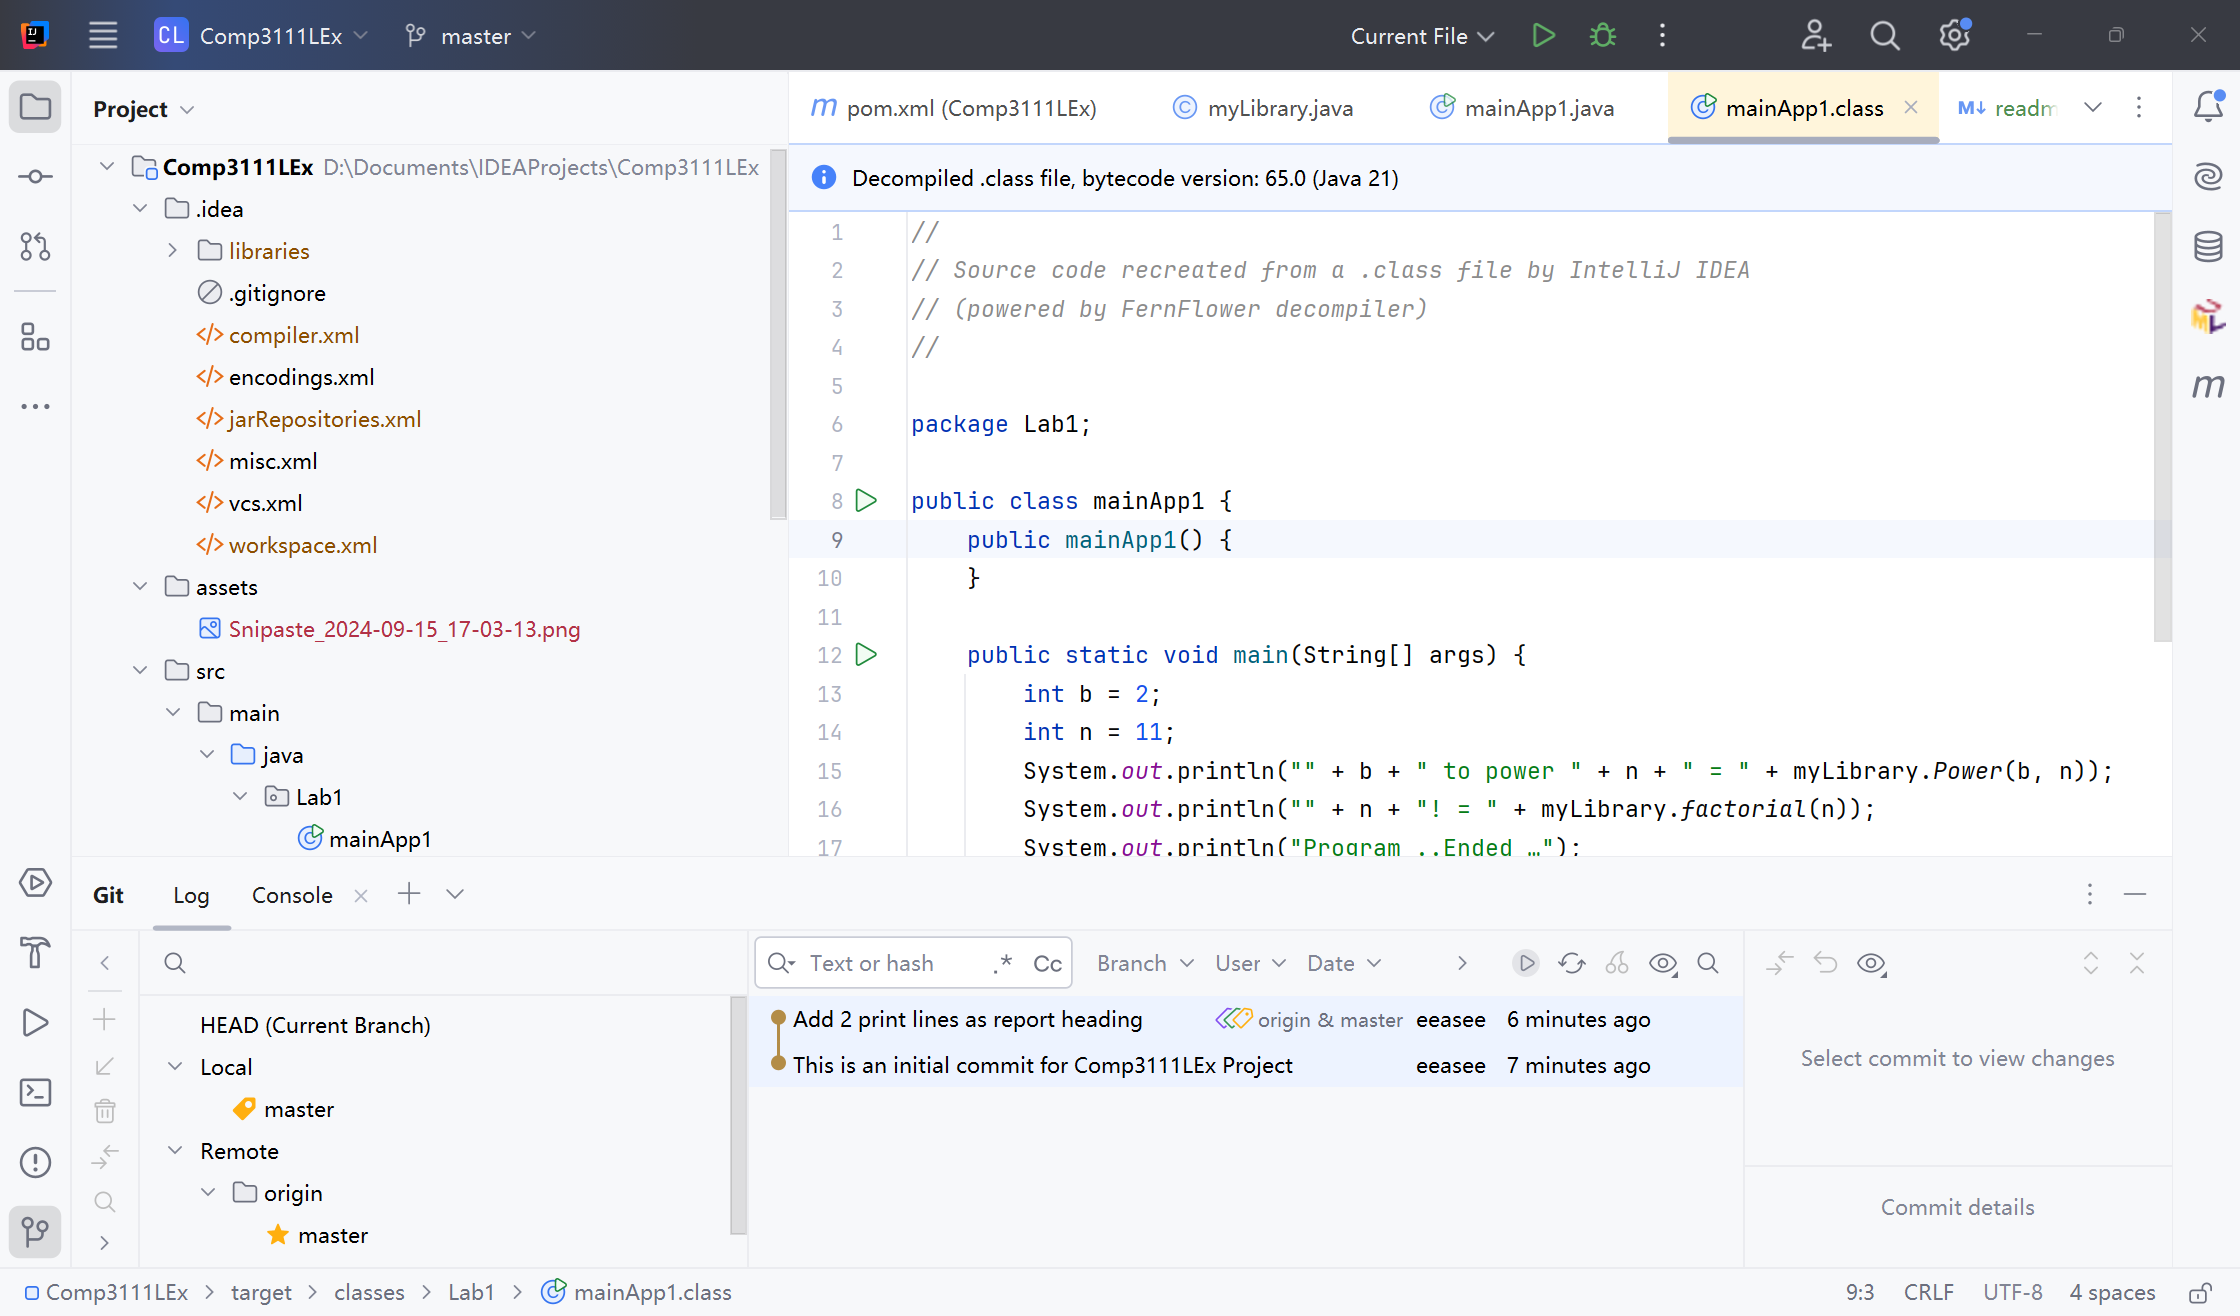 CL Comp3111LEx master Current File
Project
pom.xml (Comp3111LEx) myLibrary.java mainApp1.java mainApp1.class M↓ readm
Comp3111LEx D:\Documents\IDEAProjects\Comp3111LEx
.idea
libraries
.gitignore
compiler.xml
encodings.xml
jarRepositories.xml
misc.xml
vcs.xml
workspace.xml
assets
Snipaste_2024-09-15_17-03-13.png
src
main
java
Lab1
mainApp1
Decompiled .class file, bytecode version: 65.0 (Java 21)
1 //
2 // Source code recreated from a .class file by IntelliJ IDEA
3 // (powered by FernFlower decompiler)
4 //
5
6 package Lab1;
7
8 public class mainApp1 {
9 public mainApp1() {
10 }
11
12 public static void main(String[] args) {
13 int b = 2;
14 int n = 11;
15 System.out.println("" + b + " to power " + n + " = " + myLibrary.Power(b, n));
16 System.out.println("" + n + "! = " + myLibrary.factorial(n));
17 System.out.println("Program ..Ended …");
Git Log Console
HEAD (Current Branch)
Local
master
Remote
origin
master
Text or hash .* Cc Branch User Date
Add 2 print lines as report heading origin & master eeasee 6 minutes ago
This is an initial commit for Comp3111LEx Project eeasee 7 minutes ago
Select commit to view changes
Commit details
Comp3111LEx > target > classes > Lab1 > mainApp1.class 9:3 CRLF UTF-8 4 spaces